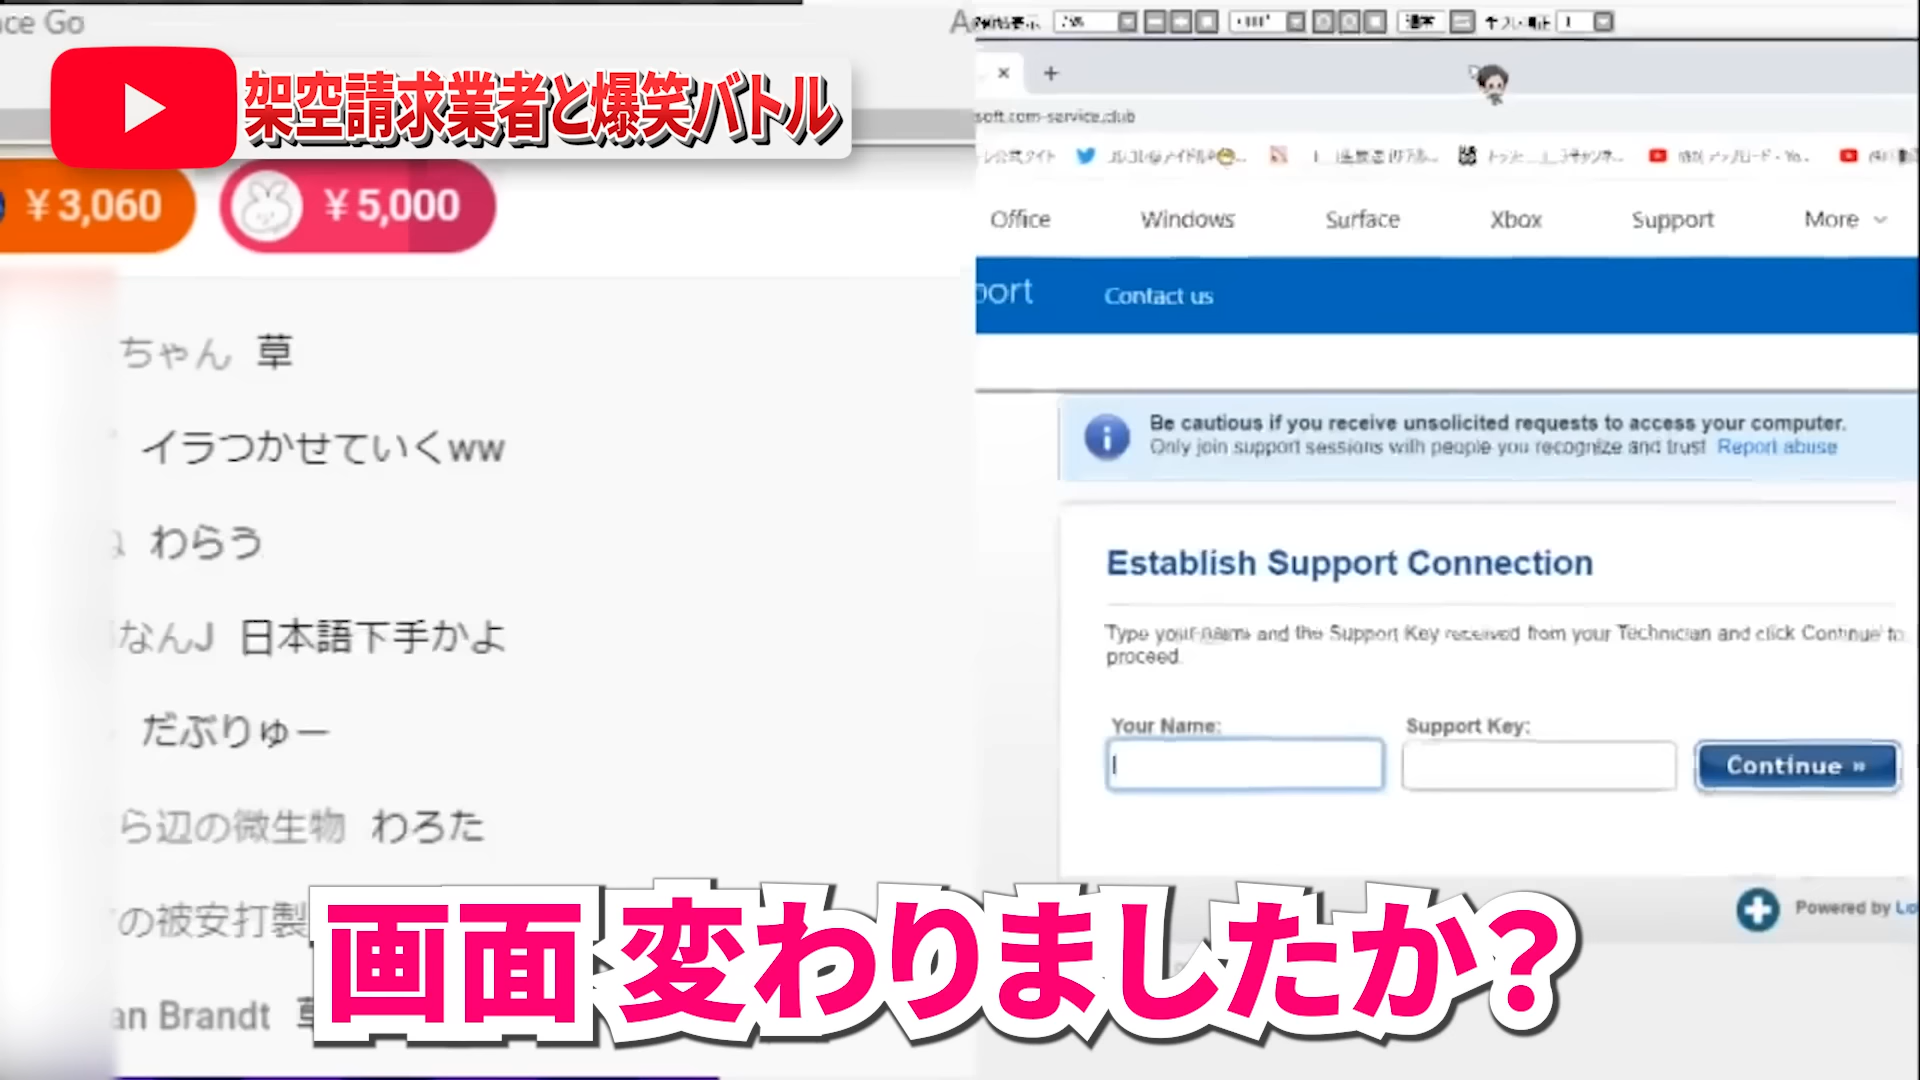 ce Go
架空請求業者と爆笑バトル
¥3,060
¥5,000
ちゃん 草
イラつかせていくww
わらう
なんJ 日本語下手かよ
だぶりゅー
ら辺の微生物 わろた
の被安打製
an Brandt 草
75%
通常
soft.com-service.club
Office
Windows
Surface
Xbox
Support
More
port
Contact us
Be cautious if you receive unsolicited requests to access your computer.
Only join support sessions with people you recognize and trust Report abuse
Establish Support Connection
Type your name and the Support Key received from your Technician and click Continue to
proceed.
Your Name:
Support Key:
Continue »
Powered by Lo
画面 変わりましたか?